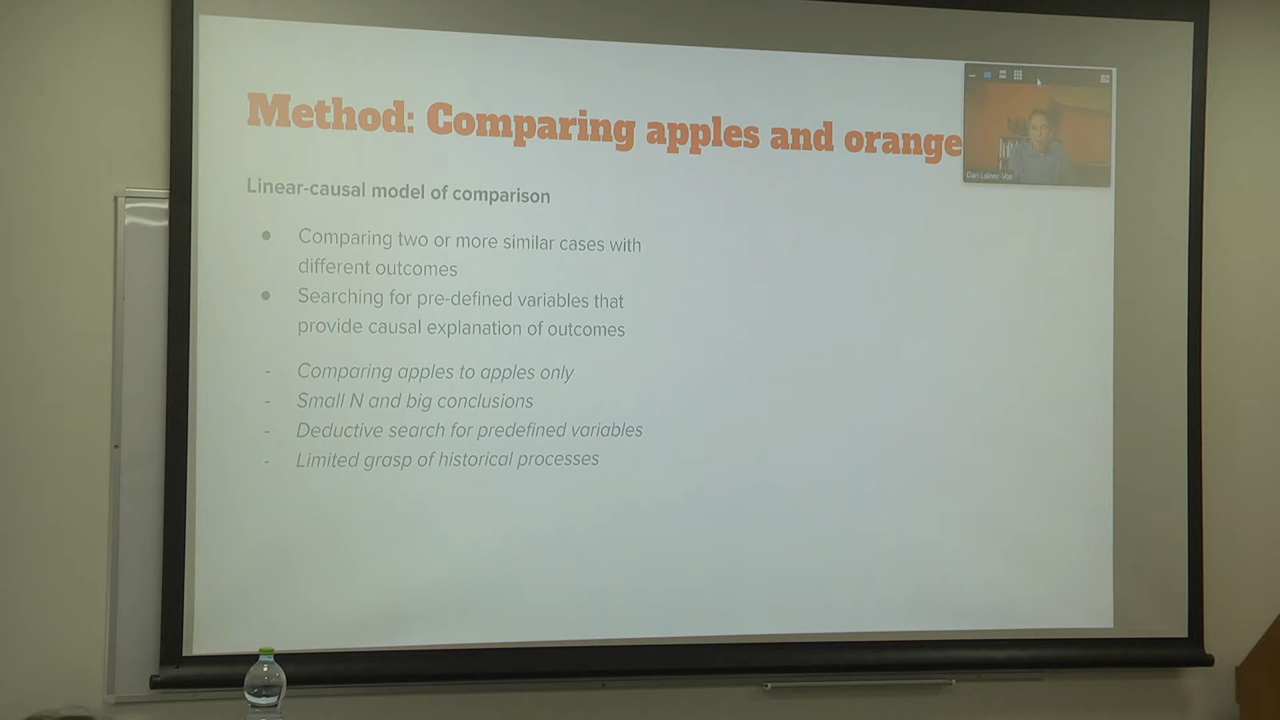 Method: Comparing apples and orange
Dan Lainer-Vos
Linear-causal model of comparison
● Comparing two or more similar cases with
different outcomes
● Searching for pre-defined variables that
provide causal explanation of outcomes
- Comparing apples to apples only
- Small N and big conclusions
- Deductive search for predefined variables
- Limited grasp of historical processes